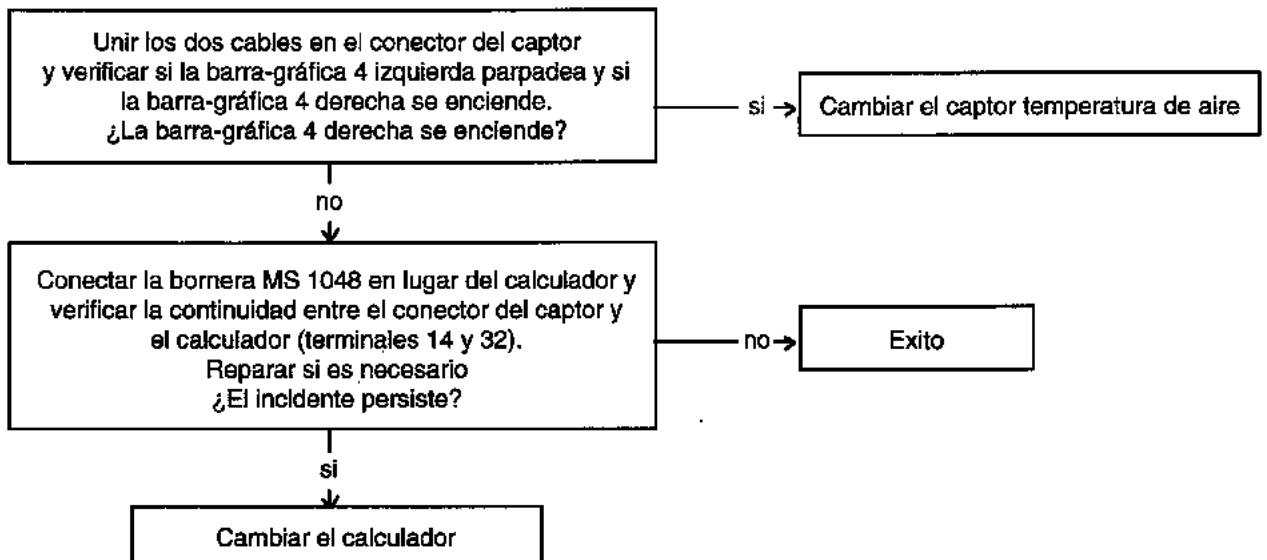 Unir los dos cables en el conector del captor
y verificar si la barra-gráfica 4 izquierda parpadea y si
la barra-gráfica 4 derecha se enciende.
¿La barra-gráfica 4 derecha se enciende?
si
Cambiar el captor temperatura de aire
no
Conectar la bornera MS 1048 en lugar del calculador y
verificar la continuidad entre el conector del captor y
el calculador (terminales 14 y 32).
Reparar si es necesario
¿El incidente persiste?
no
Exito
si
Cambiar el calculador